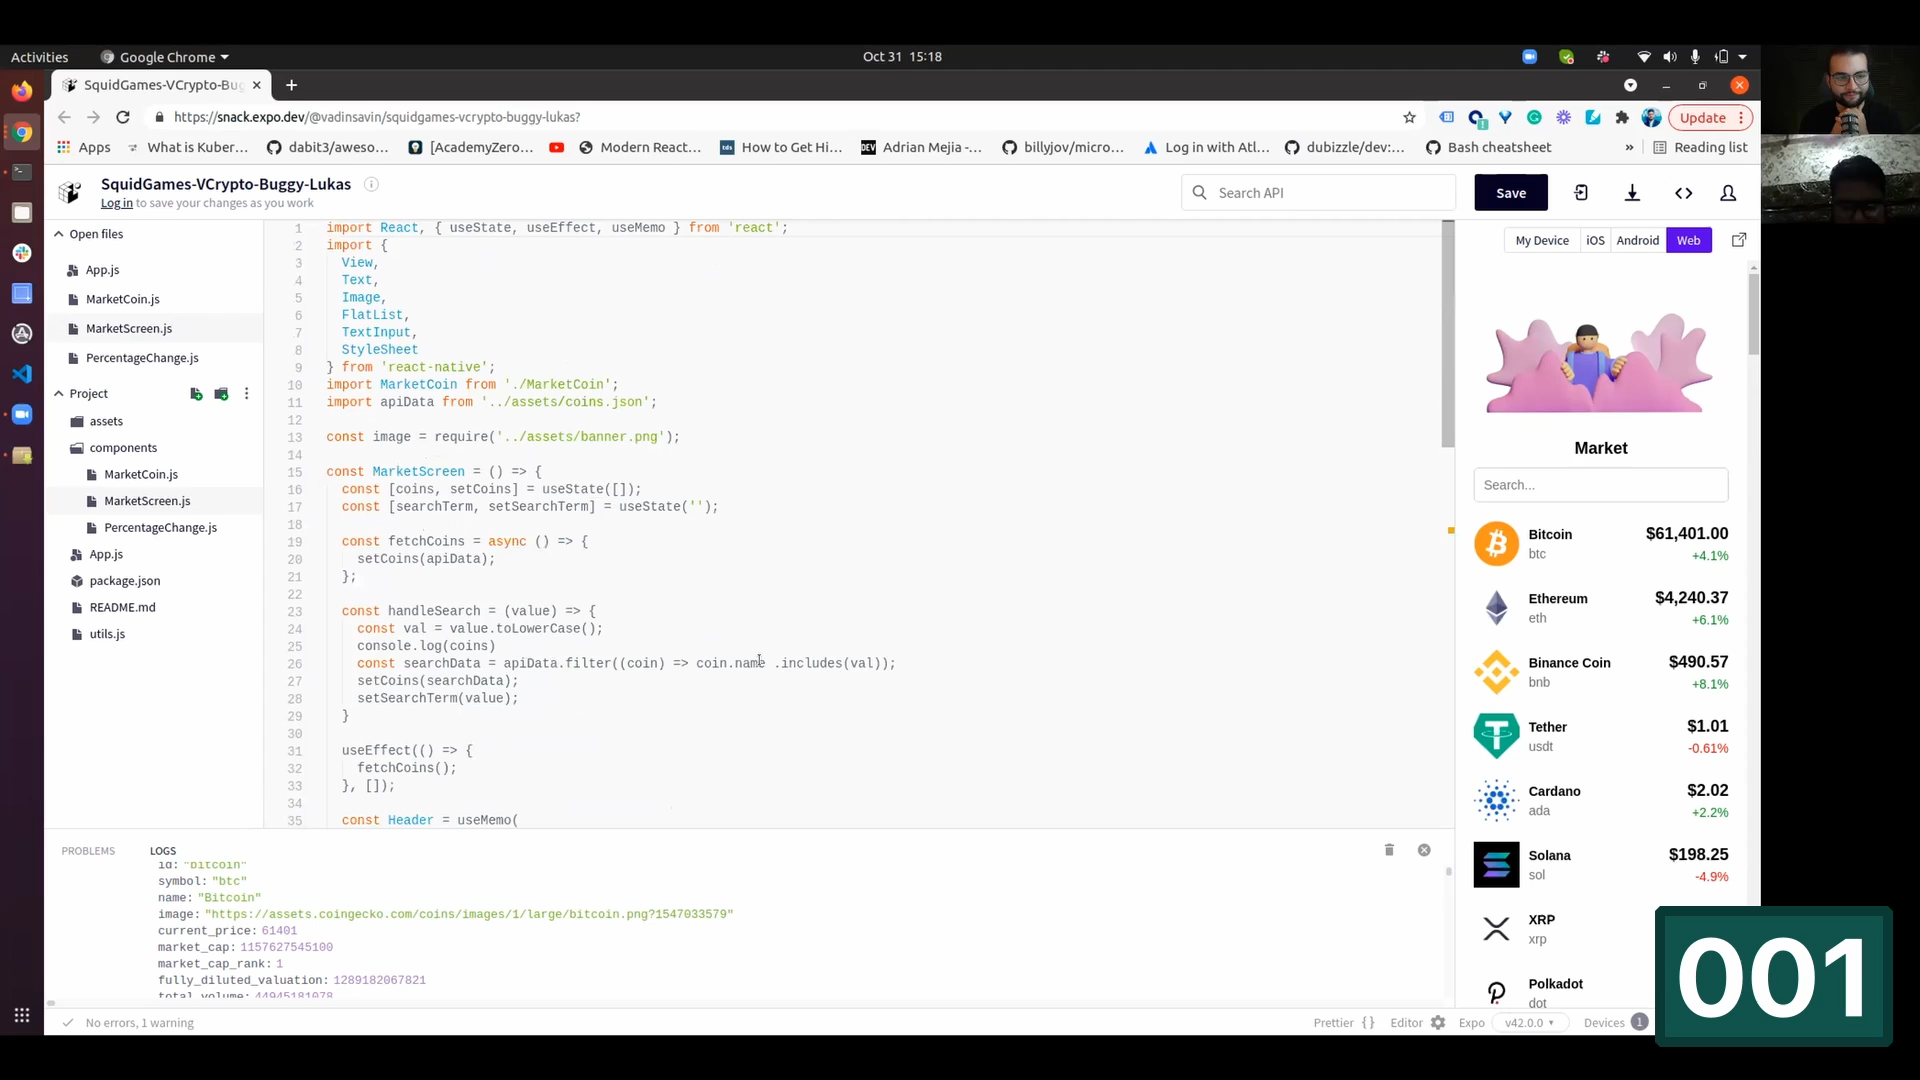 Activities
Google Chrome
Oct 31 15:18
SquidGames-VCrypto-Bug
https://snack.expo.dev/@vadinsavin/squidgames-vcrypto-buggy-lukas?
Update
Apps
What is Kuber...
dabit3/aweso...
[AcademyZero...
Modern React...
tds
How to Get Hi...
DEV
Adrian Mejia -...
billyjov/micro...
Log in with Atl...
dubizzle/dev:...
Bash cheatsheet
»
Reading list
SquidGames-VCrypto-Buggy-Lukas
Log in to save your changes as you work
Search API
Save
Open files
App.js
MarketCoin.js
MarketScreen.js
PercentageChange.js
Project
assets
components
MarketCoin.js
MarketScreen.js
PercentageChange.js
App.js
package.json
README.md
utils.js
1 import React, { useState, useEffect, useMemo } from 'react';
2 import {
3 View,
4 Text,
5 Image,
6 FlatList,
7 TextInput,
8 StyleSheet
9 } from 'react-native';
10 import MarketCoin from './MarketCoin';
11 import apiData from '../assets/coins.json';
12
13 const image = require('../assets/banner.png');
14
15 const MarketScreen = () => {
16 const [coins, setCoins] = useState([]);
17 const [searchTerm, setSearchTerm] = useState('');
18
19 const fetchCoins = async () => {
20 setCoins(apiData);
21 };
22
23 const handleSearch = (value) => {
24 const val = value.toLowerCase();
25 console.log(coins)
26 const searchData = apiData.filter((coin) => coin.name .includes(val));
27 setCoins(searchData);
28 setSearchTerm(value);
29 }
30
31 useEffect(() => {
32 fetchCoins();
33 }, []);
34
35 const Header = useMemo(
My Device
iOS
Android
Web
Market
Search...
Bitcoin $61,401.00
btc +4.1%
Ethereum $4,240.37
eth +6.1%
Binance Coin $490.57
bnb +8.1%
Tether $1.01
usdt -0.61%
Cardano $2.02
ada +2.2%
Solana $198.25
sol -4.9%
XRP
xrp
Polkadot
dot
PROBLEMS
LOGS
id: "bitcoin"
symbol: "btc"
name: "Bitcoin"
image: "https://assets.coingecko.com/coins/images/1/large/bitcoin.png?1547033579"
current_price: 61401
market_cap: 1157627545100
market_cap_rank: 1
fully_diluted_valuation: 1289182067821
total_volume: 44945181078
No errors, 1 warning
Prettier { }
Editor
Expo v42.0.0
Devices 1
001